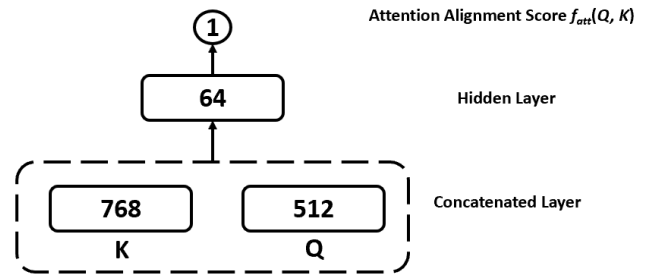 1
Attention Alignment Score f_att(Q, K)
64
Hidden Layer
768
512
Concatenated Layer
K
Q